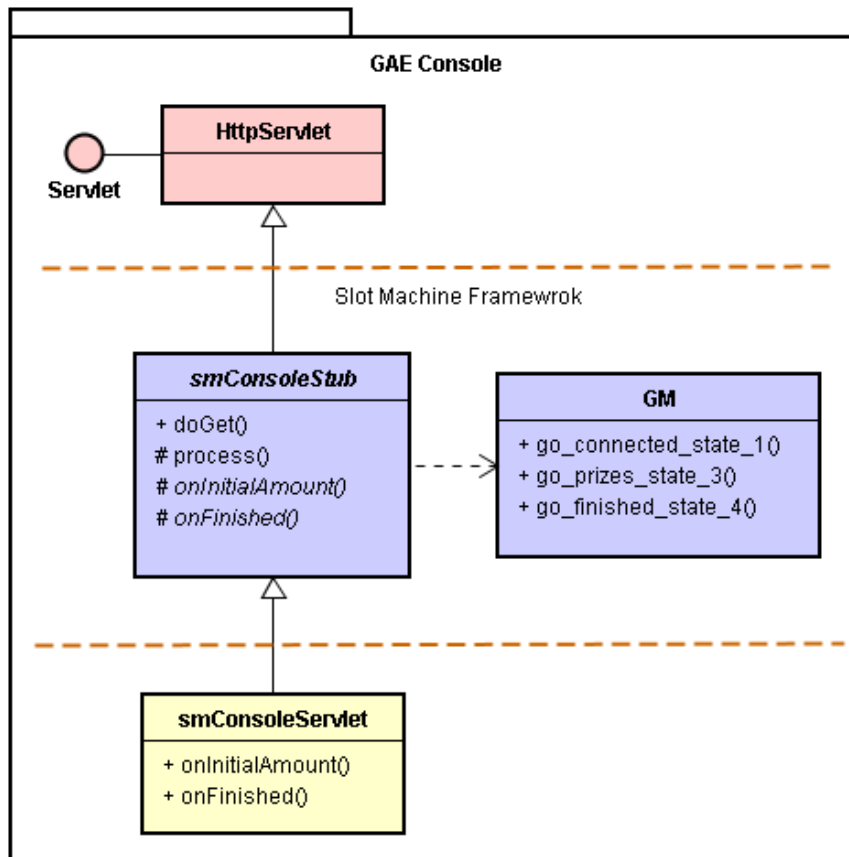 GAE Console
HttpServlet
Servlet
Slot Machine Framewrok
smConsoleStub
+ doGet()
# process()
# onInitialAmount()
# onFinished()
GM
+ go_connected_state_1()
+ go_prizes_state_3()
+ go_finished_state_4()
smConsoleServlet
+ onInitialAmount()
+ onFinished()